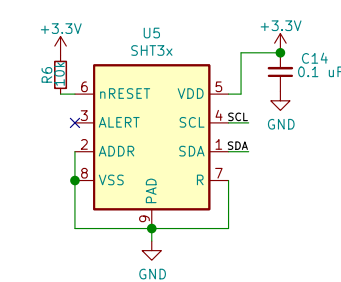 +3.3V
U5
SHT3x
+3.3V
R6
10k
C14
0.1 uF
6 nRESET VDD 5
3 ALERT SCL 4 SCL
2 ADDR SDA 1 SDA
8 VSS R 7
PAD
9
GND
GND